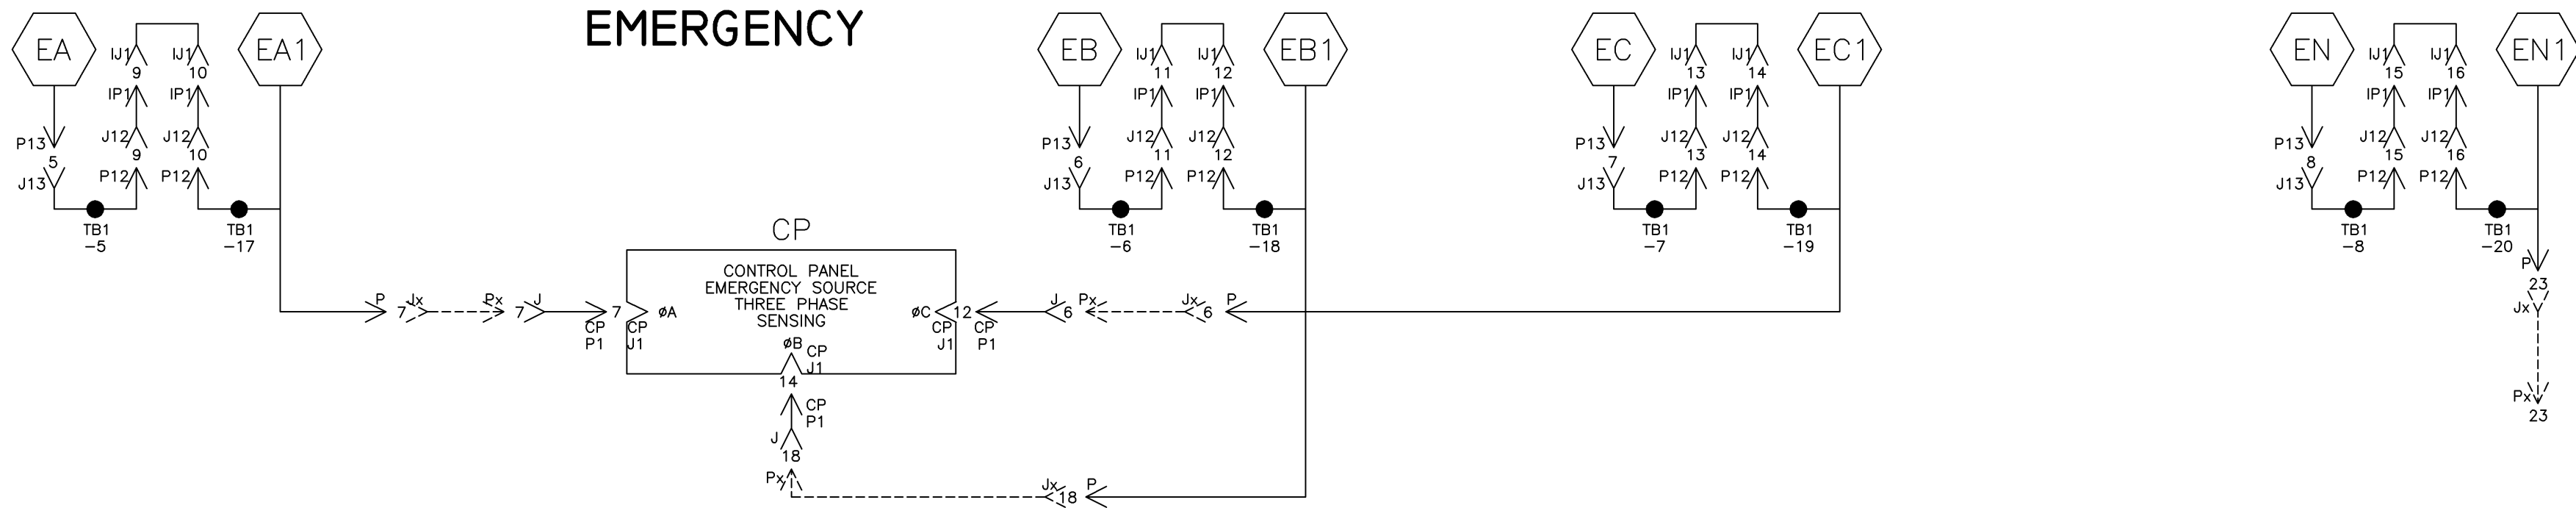 EMERGENCY
EA
EA1
IJ1
9
IJ1
10
IP1
IP1
P13
5
J13
J12
9
J12
10
P12
P12
TB1
-5
TB1
-17
EB
EB1
IJ1
11
IJ1
12
IP1
IP1
P13
6
J13
J12
11
J12
12
P12
P12
TB1
-6
TB1
-18
EC
EC1
IJ1
13
IJ1
14
IP1
IP1
P13
7
J13
J12
13
J12
14
P12
P12
TB1
-7
TB1
-19
EN
EN1
IJ1
15
IJ1
16
IP1
IP1
P13
8
J13
J12
15
J12
16
P12
P12
TB1
-8
TB1
-20
P
23
Jx
Px
23
CP
CONTROL PANEL
EMERGENCY SOURCE
THREE PHASE
SENSING
P
7
Jx
Px
7
J
7
CP
P1
CP
J1
øA
øC
12
CP
J1
CP
P1
J
6
Px
Jx
6
P
øB
CP
J1
14
CP
P1
J
18
Px
Jx
18
P